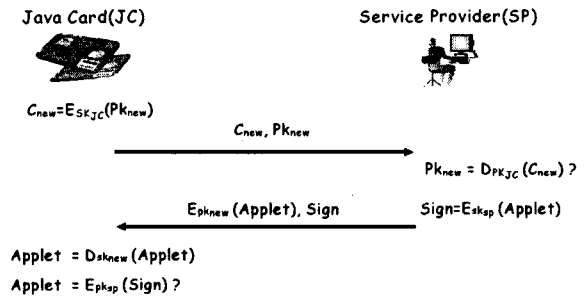 Java Card(JC)
Service Provider(SP)
Cnew=ESKJC(Pknew)
Cnew, Pknew
Pknew = DPKJC(Cnew) ?
Epknew(Applet), Sign
Sign=Esksp(Applet)
Applet = Dsknew(Applet)
Applet = Epksp(Sign) ?